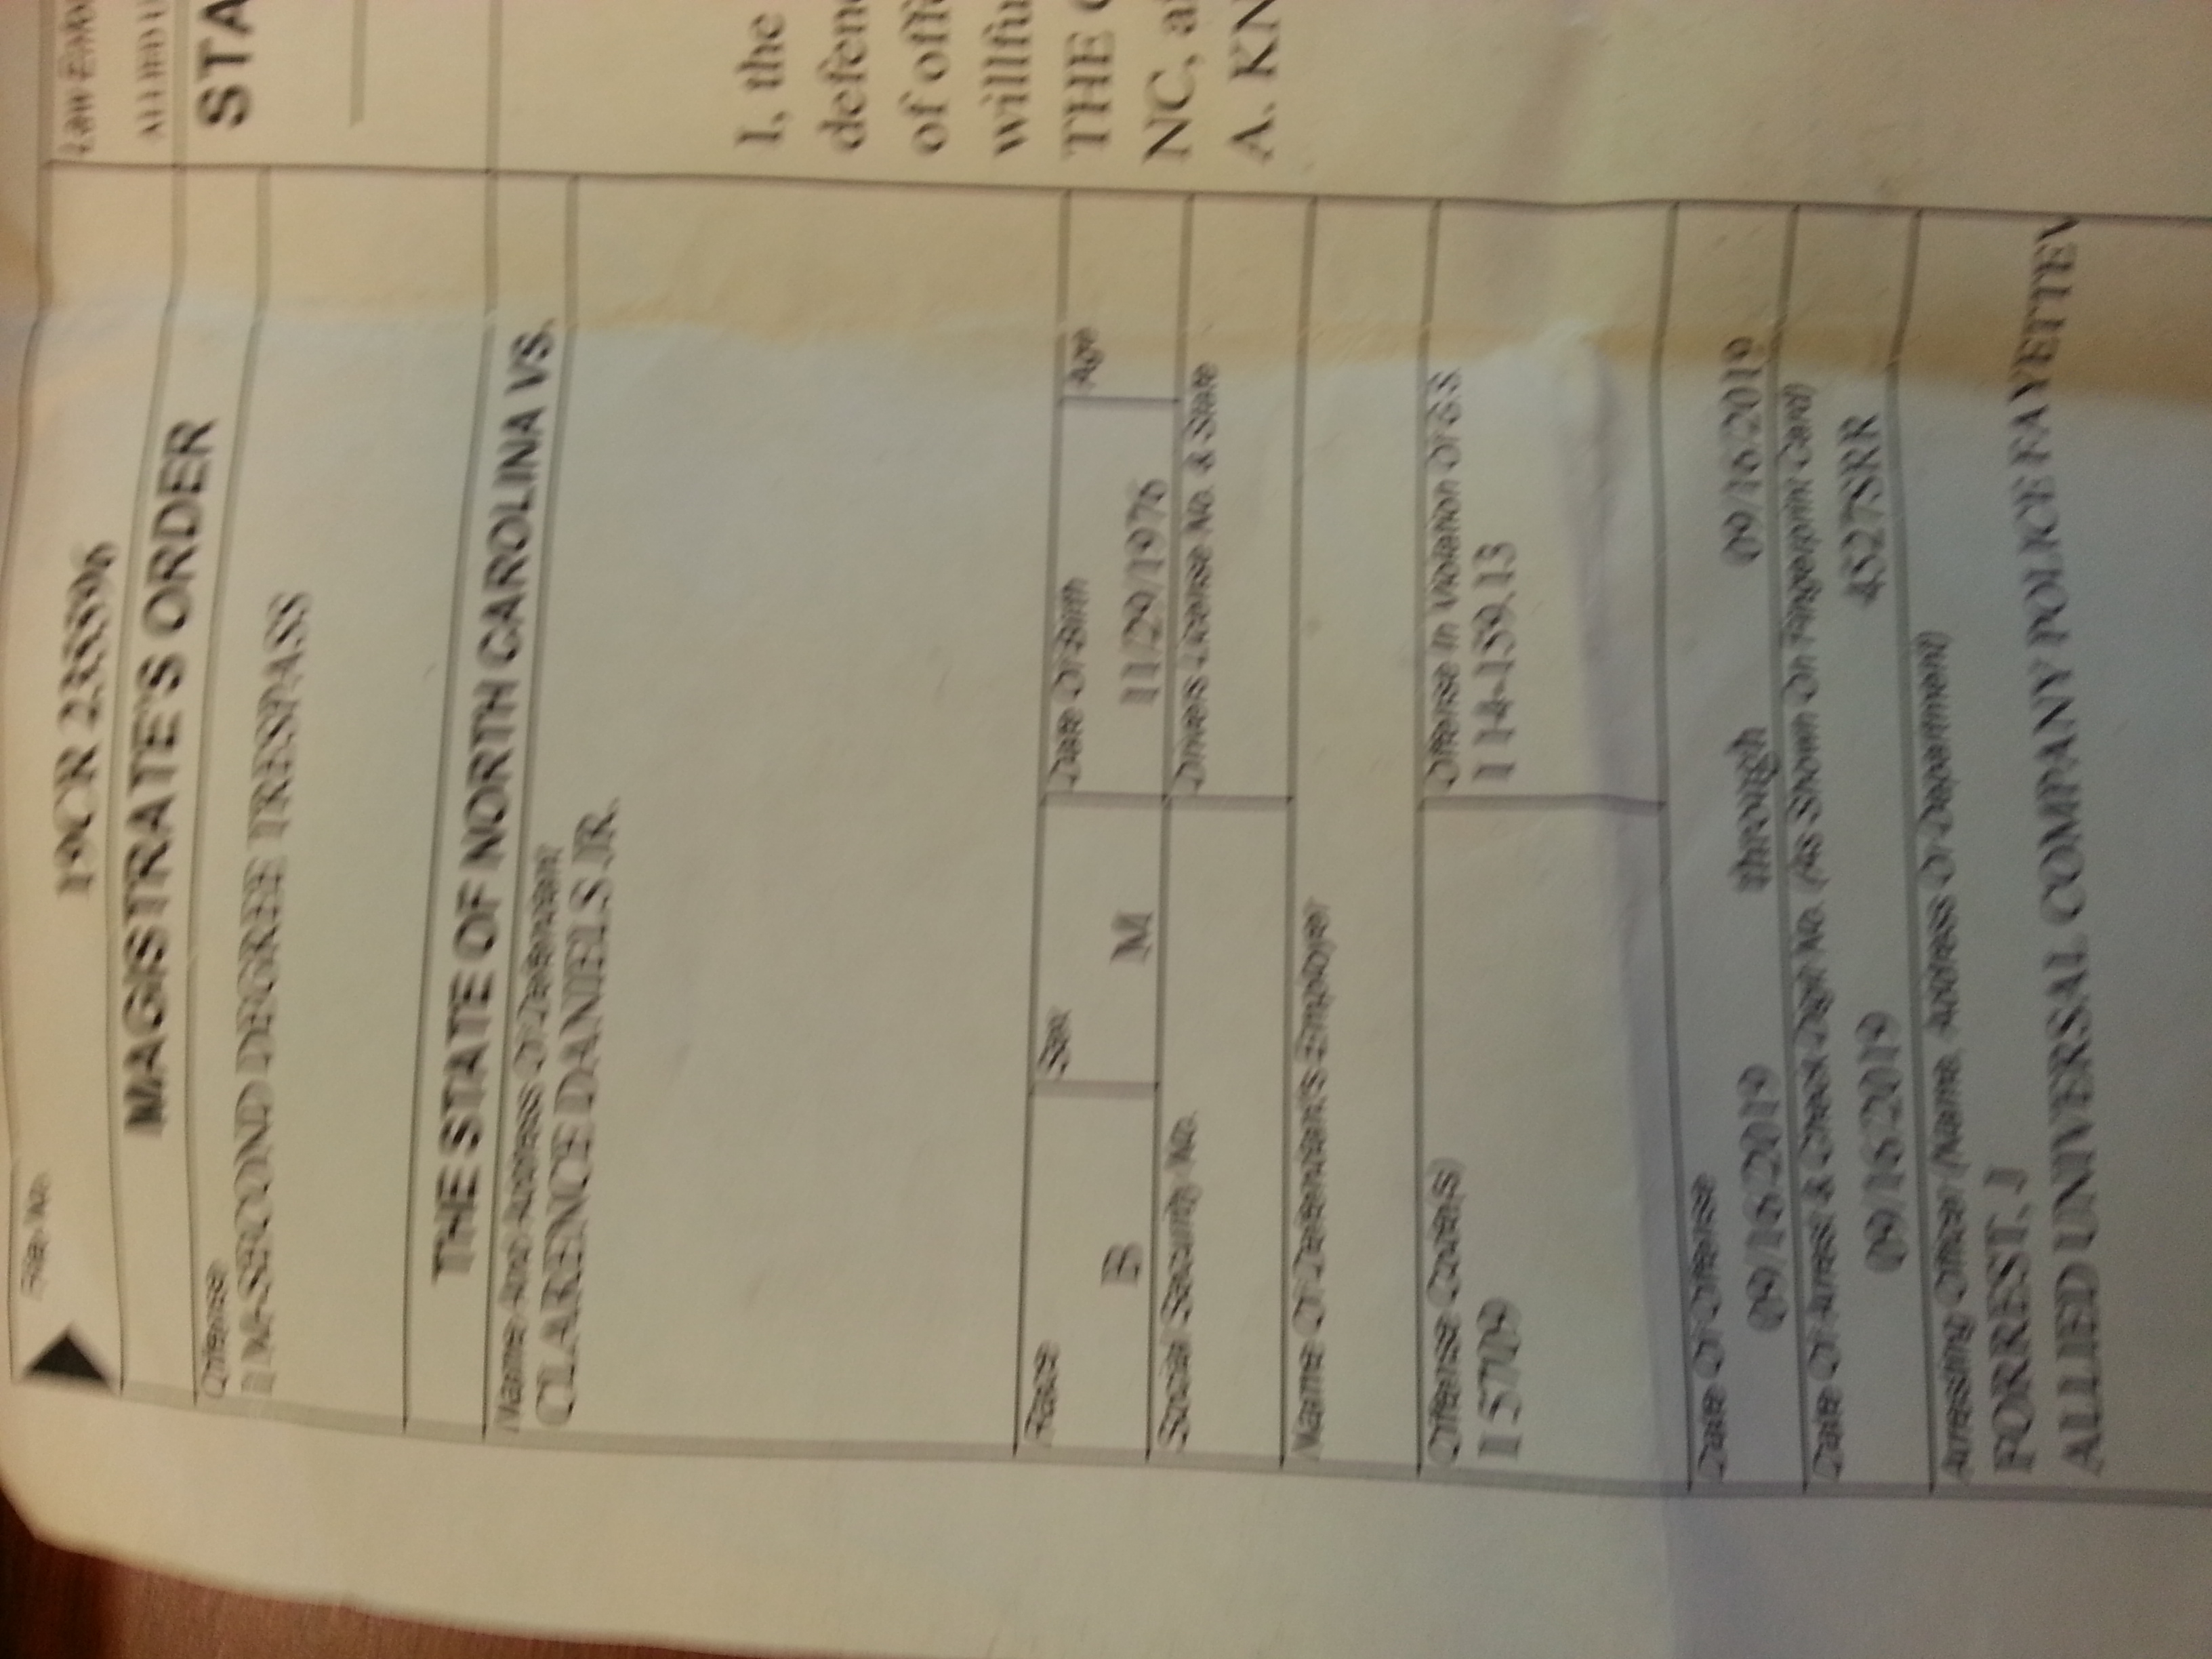 File No.
19CR 235596
MAGISTRATE'S ORDER
Offense
I M-SECOND DEGREE TRESPASS
THE STATE OF NORTH CAROLINA VS.
Name And Address Of Defendant
CLARENCE DANIELS JR.
Race
B
Sex
M
Date Of Birth
11/29/1976
Age
Social Security No.
Drivers License No. & State
Name Of Defendant's Employer
Offense Code(s)
I 5709
Offense In Violation Of G.S.
I 14-159.13
Date Of Offense
09/16/2019 through 09/16/2019
Date Of Arrest & Check Digit No. (As Shown On Fingerprint Card)
09/16/2019 4527SRR
Arresting Officer (Name, Address Or Department)
FORREST, J
ALLIED UNIVERSAL COMPANY POLICE FAYETTEV
Law Enfo
ALLIED U
STA
I, the
defen
of off
willfu
THE
NC, a
A. KN